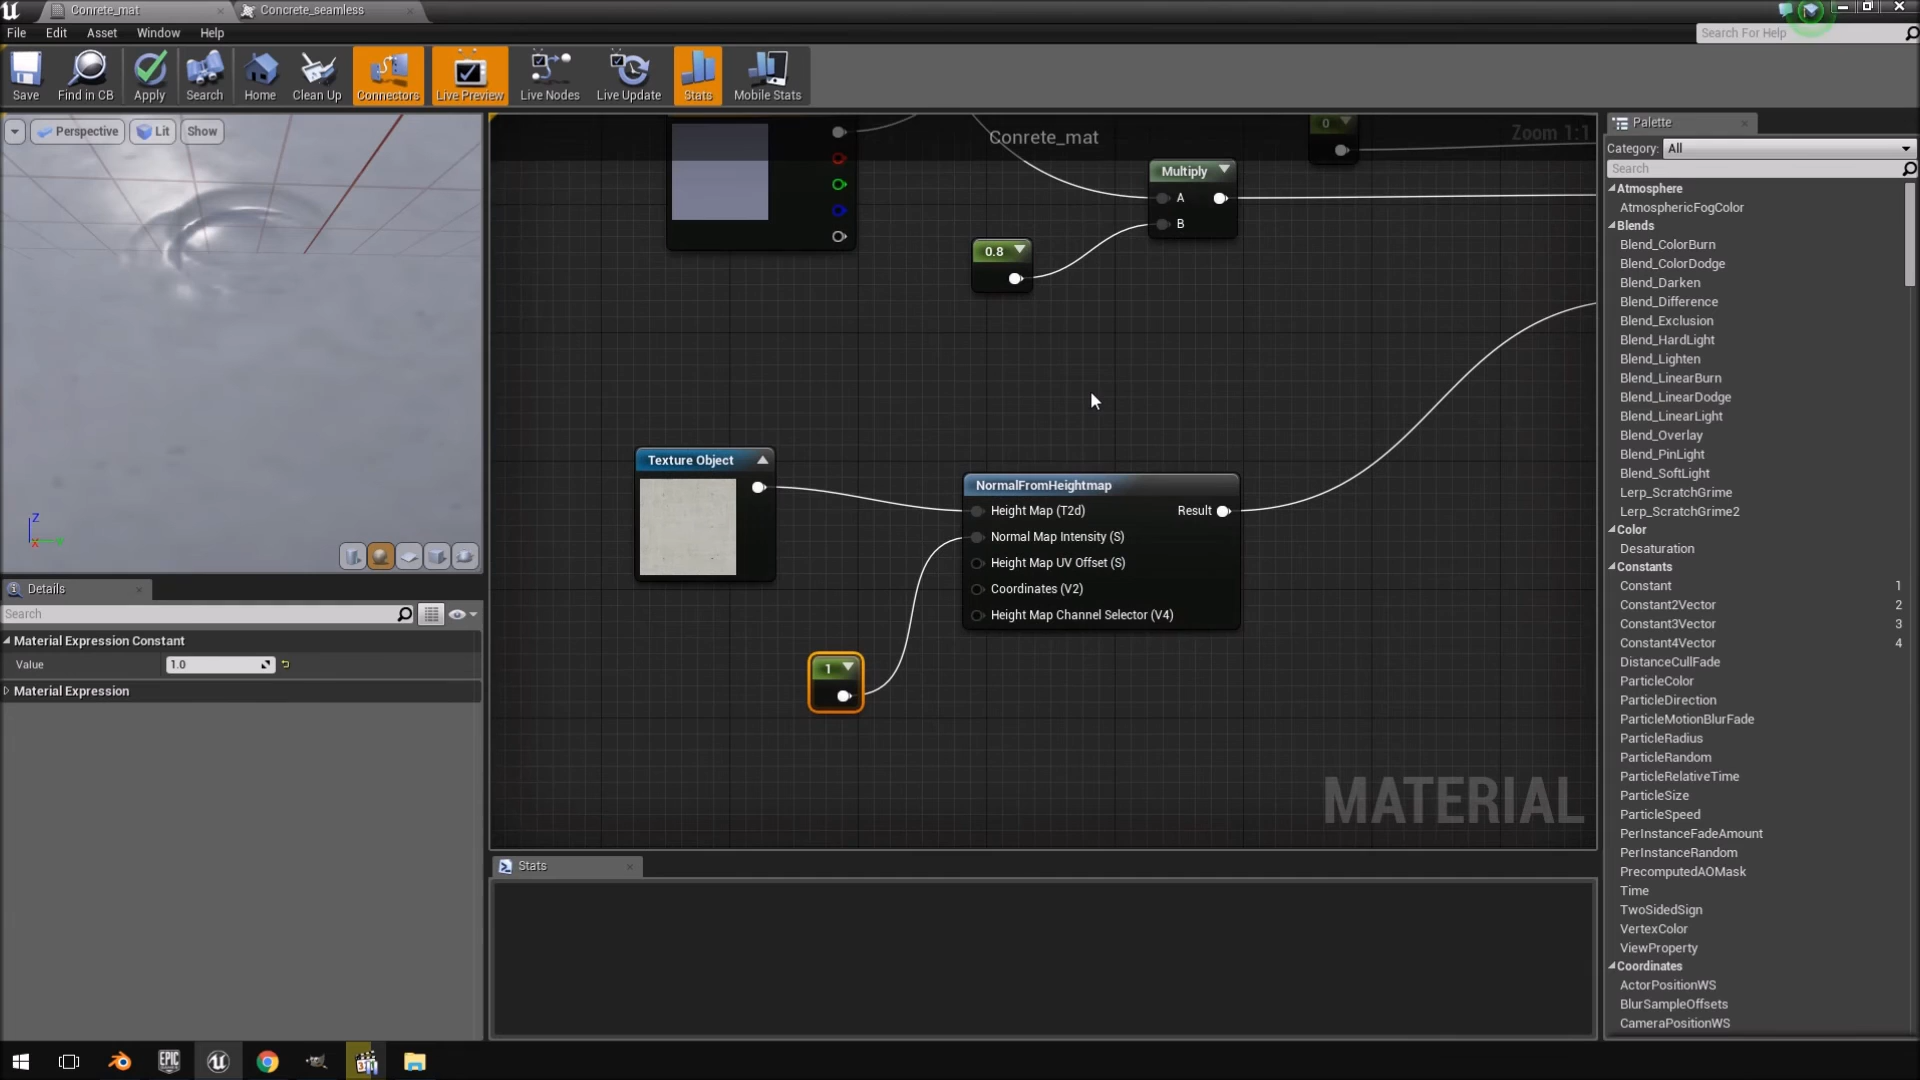 Conrete_mat
Concrete_seamless
File
Edit
Asset
Window
Help
Search For Help
Save
Find in CB
Apply
Search
Home
Clean Up
Connectors
Live Preview
Live Nodes
Live Update
Stats
Mobile Stats
Perspective
Lit
Show
Conrete_mat
Zoom 1:1
0
Multiply
A
B
0.8
Texture Object
NormalFromHeightmap
Height Map (T2d)
Result
Normal Map Intensity (S)
Height Map UV Offset (S)
Coordinates (V2)
Height Map Channel Selector (V4)
1
MATERIAL
Z
X
Details
Search
Material Expression Constant
Value
1.0
Material Expression
Stats
Palette
Category:
All
Search
Atmosphere
AtmosphericFogColor
Blends
Blend_ColorBurn
Blend_ColorDodge
Blend_Darken
Blend_Difference
Blend_Exclusion
Blend_HardLight
Blend_Lighten
Blend_LinearBurn
Blend_LinearDodge
Blend_LinearLight
Blend_Overlay
Blend_PinLight
Blend_SoftLight
Lerp_ScratchGrime
Lerp_ScratchGrime2
Color
Desaturation
Constants
Constant 1
Constant2Vector 2
Constant3Vector 3
Constant4Vector 4
DistanceCullFade
ParticleColor
ParticleDirection
ParticleMotionBlurFade
ParticleRadius
ParticleRandom
ParticleRelativeTime
ParticleSize
ParticleSpeed
PerInstanceFadeAmount
PerInstanceRandom
PrecomputedAOMask
Time
TwoSidedSign
VertexColor
ViewProperty
Coordinates
ActorPositionWS
BlurSampleOffsets
CameraPositionWS
EPIC